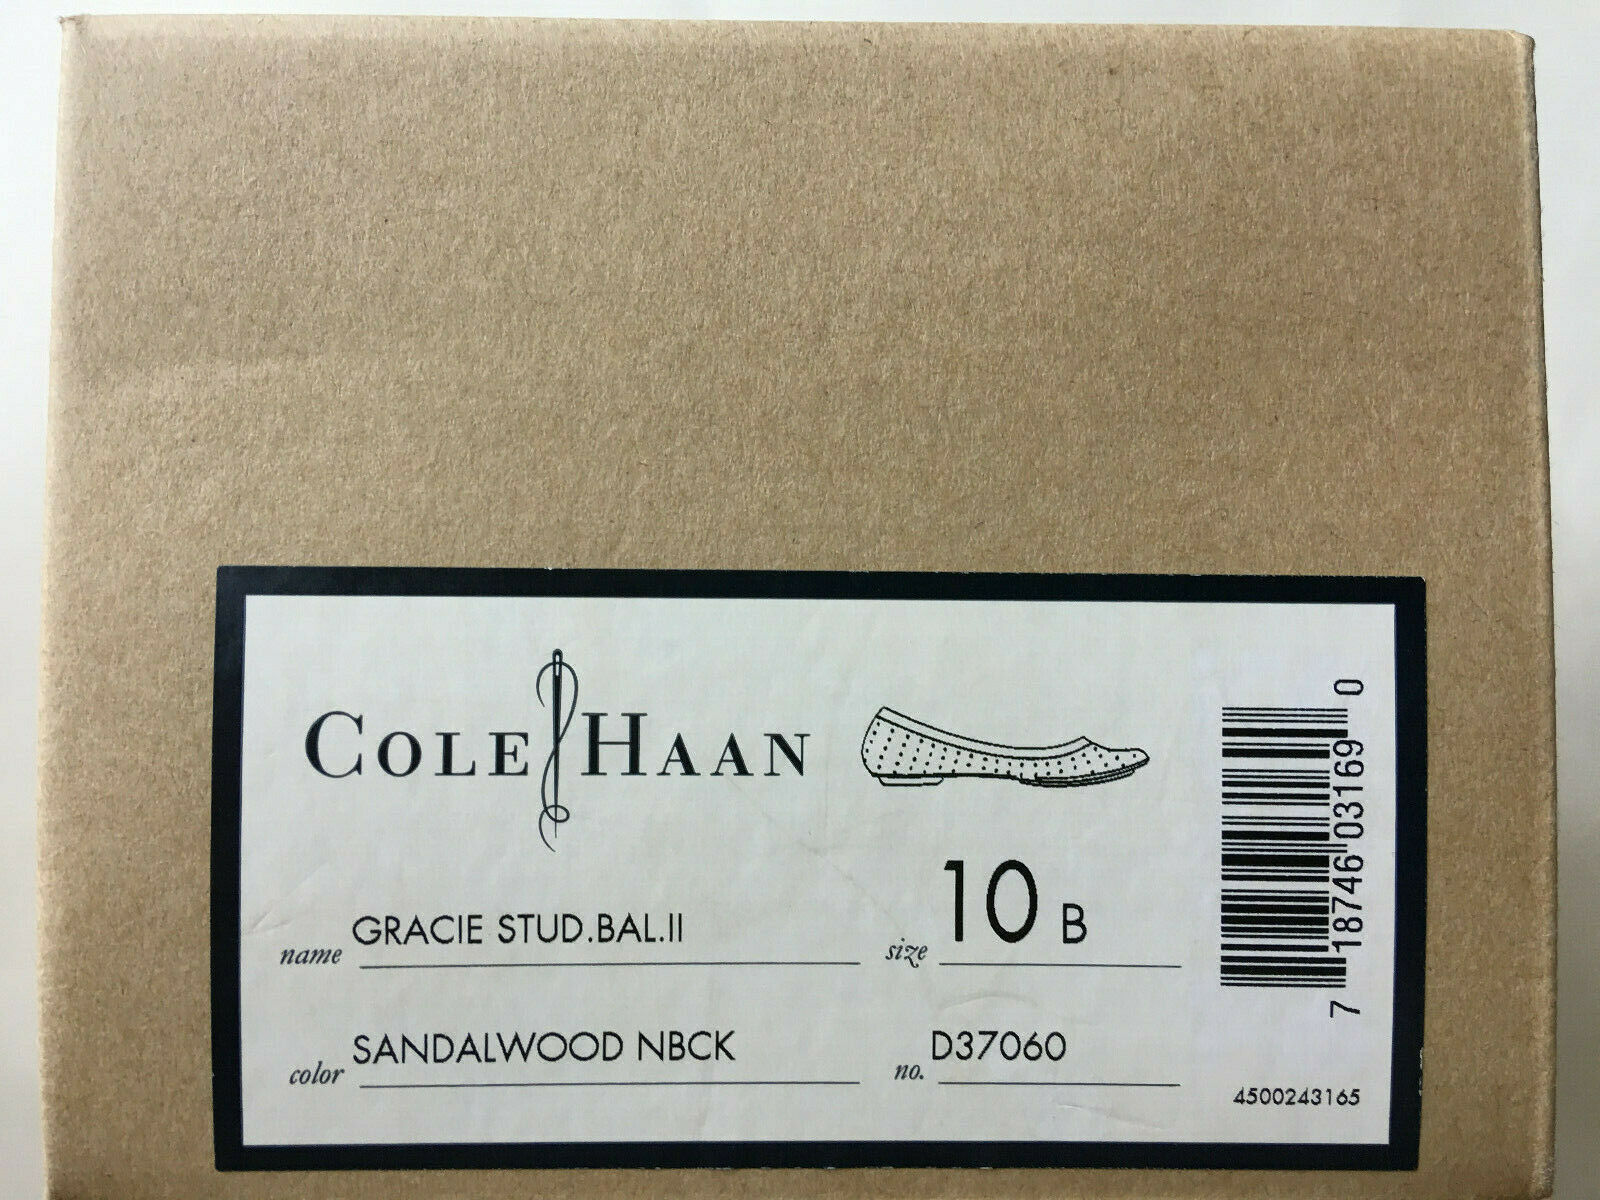 COLE HAAN
name GRACIE STUD.BAL.II
size 10 B
color SANDALWOOD NBCK
no. D37060
7 18746 03169 0
4500243165